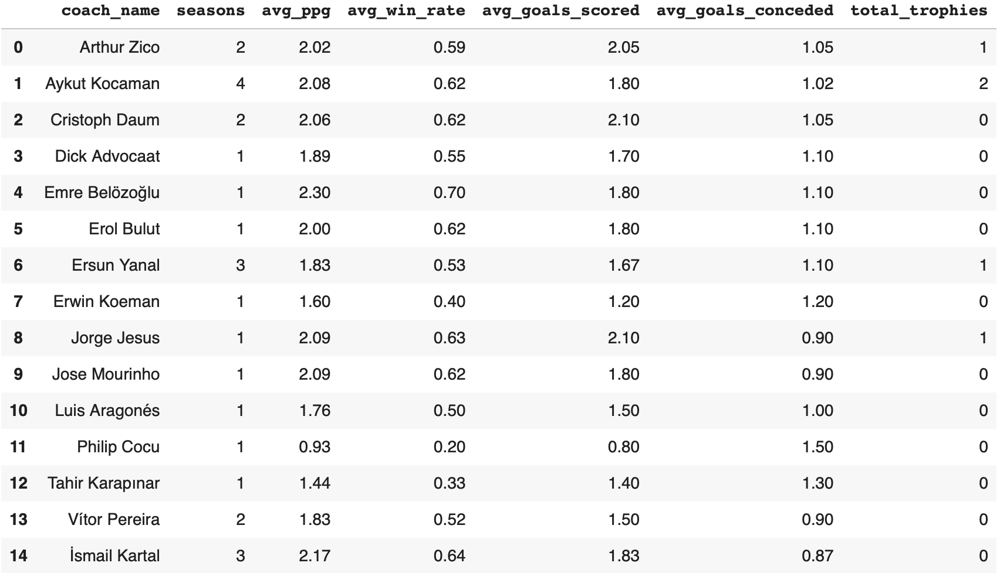 coach_name seasons avg_ppg avg_win_rate avg_goals_scored avg_goals_conceded total_trophies
0 Arthur Zico 2 2.02 0.59 2.05 1.05 1
1 Aykut Kocaman 4 2.08 0.62 1.80 1.02 2
2 Cristoph Daum 2 2.06 0.62 2.10 1.05 0
3 Dick Advocaat 1 1.89 0.55 1.70 1.10 0
4 Emre Belözoğlu 1 2.30 0.70 1.80 1.10 0
5 Erol Bulut 1 2.00 0.62 1.80 1.10 0
6 Ersun Yanal 3 1.83 0.53 1.67 1.10 1
7 Erwin Koeman 1 1.60 0.40 1.20 1.20 0
8 Jorge Jesus 1 2.09 0.63 2.10 0.90 1
9 Jose Mourinho 1 2.09 0.62 1.80 0.90 0
10 Luis Aragonés 1 1.76 0.50 1.50 1.00 0
11 Philip Cocu 1 0.93 0.20 0.80 1.50 0
12 Tahir Karapınar 1 1.44 0.33 1.40 1.30 0
13 Vítor Pereira 2 1.83 0.52 1.50 0.90 0
14 İsmail Kartal 3 2.17 0.64 1.83 0.87 0